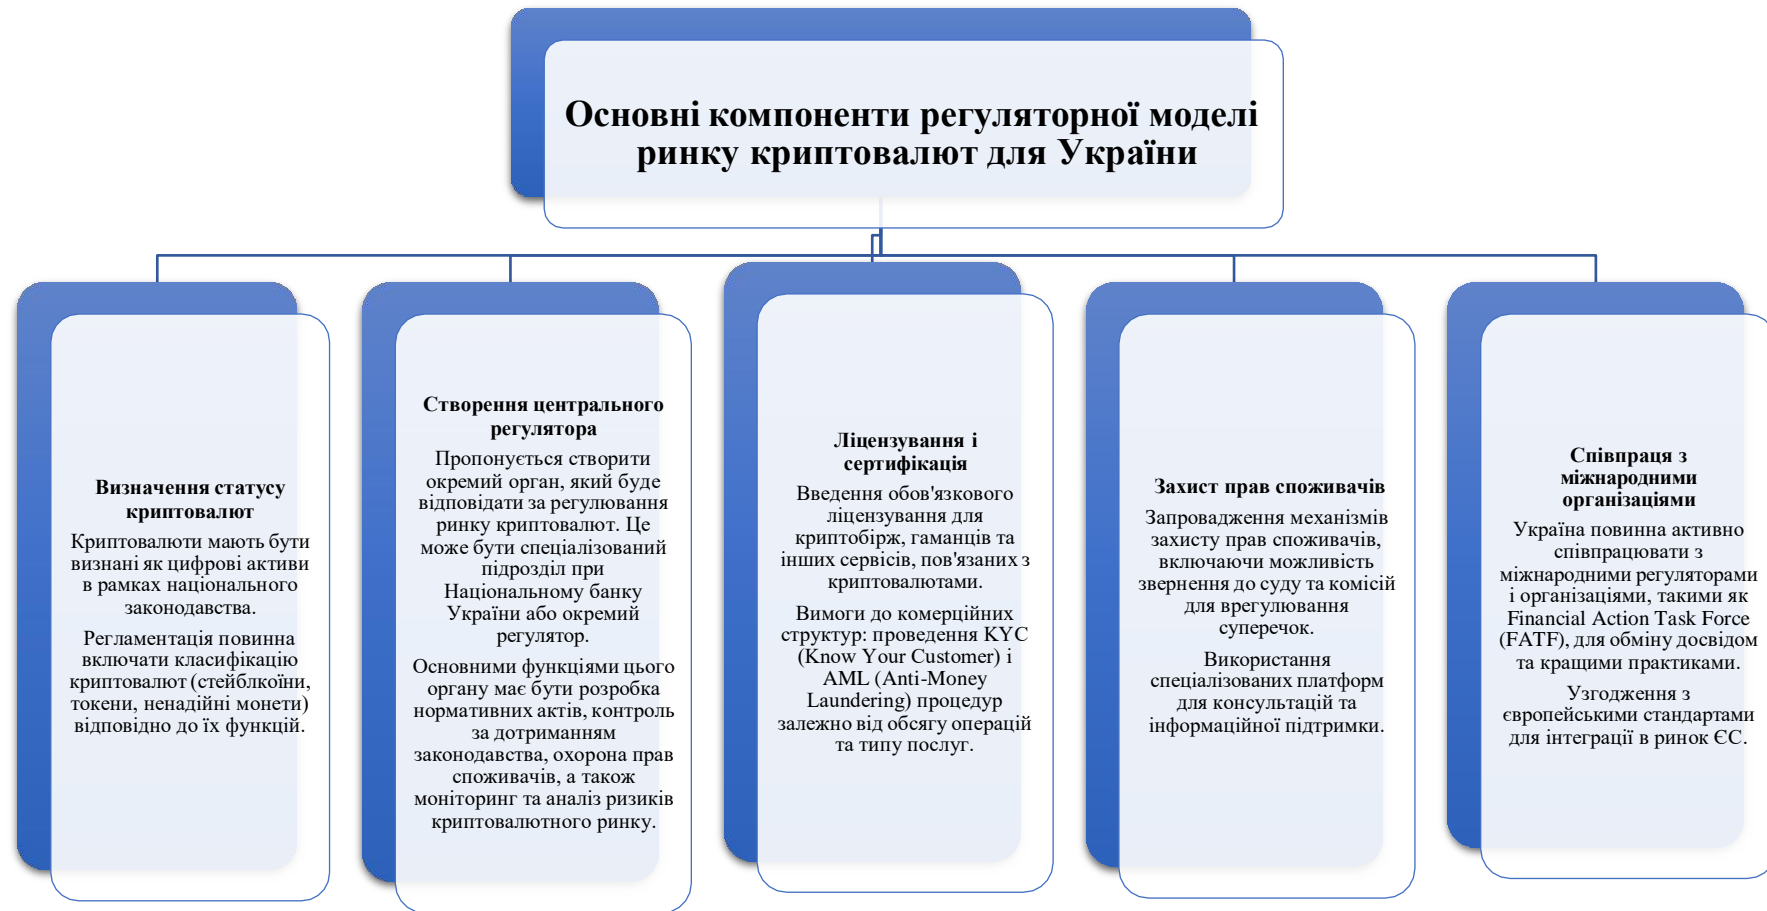 Основні компоненти регуляторної моделі
ринку криптовалют для України
Визначення статусу
криптовалют
Криптовалюти мають бути
визнані як цифрові активи
в рамках національного
законодавства.
Регламентація повинна
включати класифікацію
криптовалют (стейблкоїни,
токени, ненадійні монети)
відповідно до їх функцій.
Створення центрального
регулятора
Пропонується створити
окремий орган, який буде
відповідати за регулювання
ринку криптовалют. Це
може бути спеціалізований
підрозділ при
Національному банку
України або окремий
регулятор.
Основними функціями цього
органу має бути розробка
нормативних актів, контроль
за дотриманням
законодавства, охорона прав
споживачів, а також
моніторинг та аналіз ризиків
криптовалютного ринку.
Ліцензування і
сертифікація
Введення обов'язкового
ліцензування для
криптобірж, гаманців та
інших сервісів, пов'язаних з
криптовалютами.
Вимоги до комерційних
структур: проведення KYC
(Know Your Customer) і
AML (Anti-Money
Laundering) процедур
залежно від обсягу операцій
та типу послуг.
Захист прав споживачів
Запровадження механізмів
захисту прав споживачів,
включаючи можливість
звернення до суду та комісій
для врегулювання
суперечок.
Використання
спеціалізованих платформ
для консультацій та
інформаційної підтримки.
Співпраця з
міжнародними
організаціями
Україна повинна активно
співпрацювати з
міжнародними регуляторами
і організаціями, такими як
Financial Action Task Force
(FATF), для обміну досвідом
та кращими практиками.
Узгодження з
європейськими стандартами
для інтеграції в ринок ЄС.